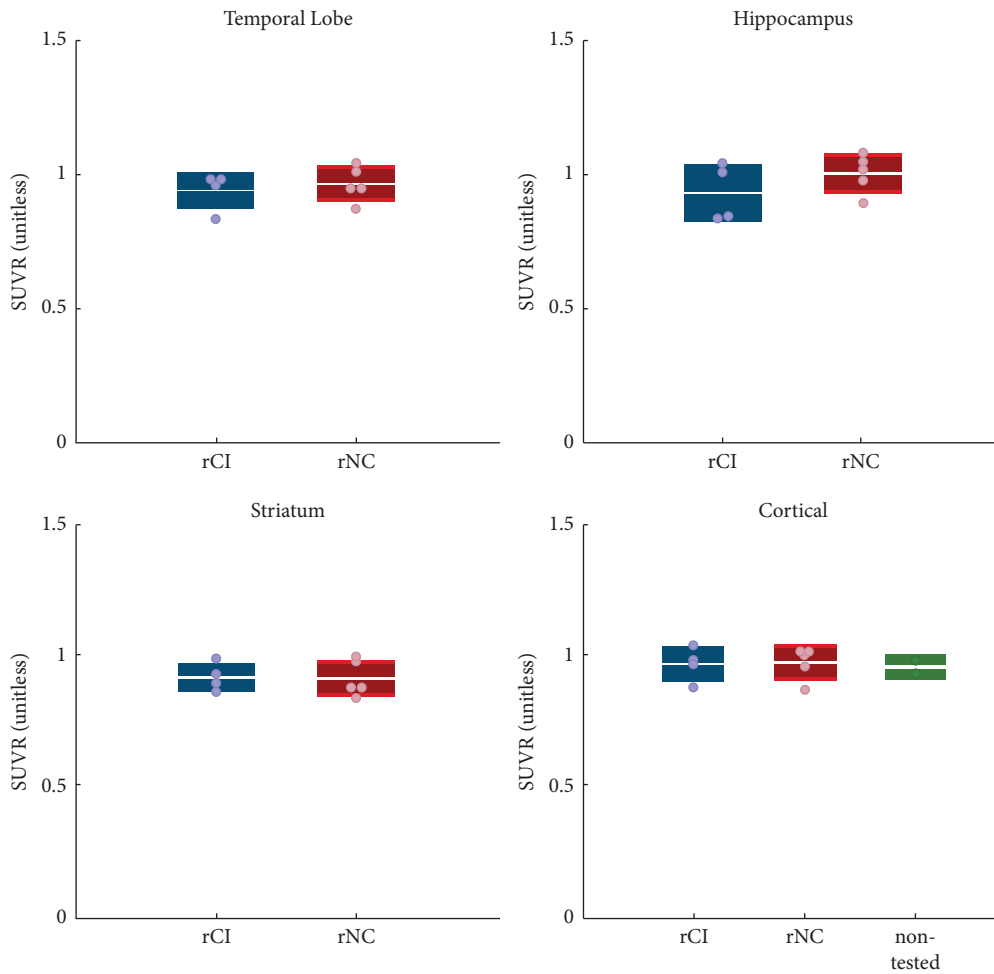 Temporal Lobe
1.5
1
0.5
0
SUVR (unitless)
rCI
rNC
Hippocampus
1.5
1
0.5
0
SUVR (unitless)
rCI
rNC
Striatum
1.5
1
0.5
0
SUVR (unitless)
rCI
rNC
Cortical
1.5
1
0.5
0
SUVR (unitless)
rCI
rNC
non-
tested